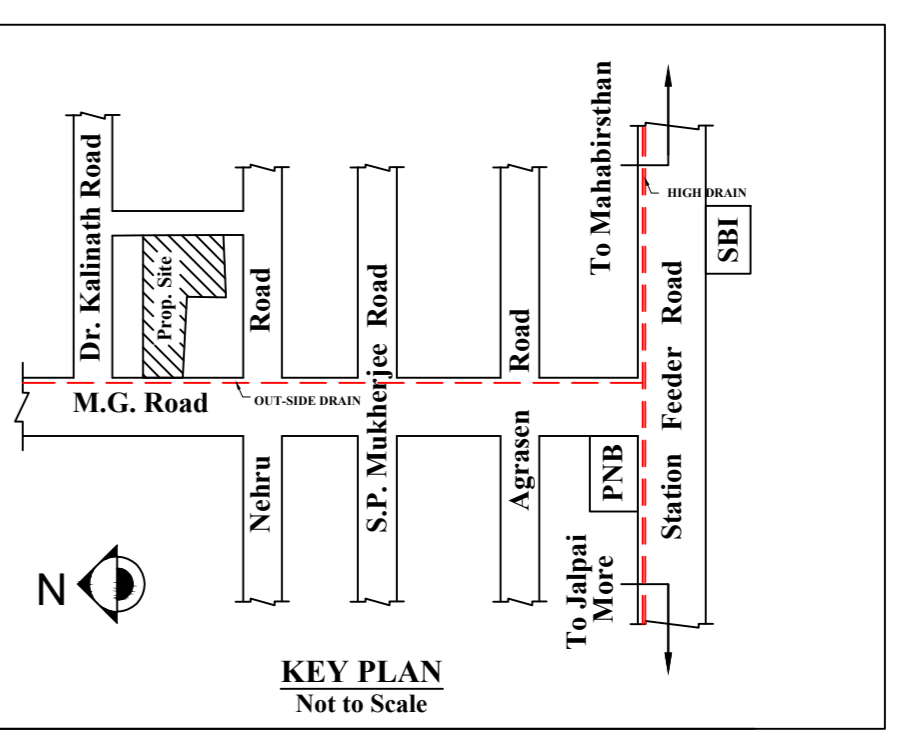 Dr. Kalinath Road
Prop. Site
Road
S.P. Mukherjee Road
Road
To Mahabirsthan
HIGH DRAIN
SBI
Station Feeder Road
M.G. Road
OUT-SIDE DRAIN
Nehru
Agrasen
PNB
To Jalpai
More
N
KEY PLAN
Not to Scale